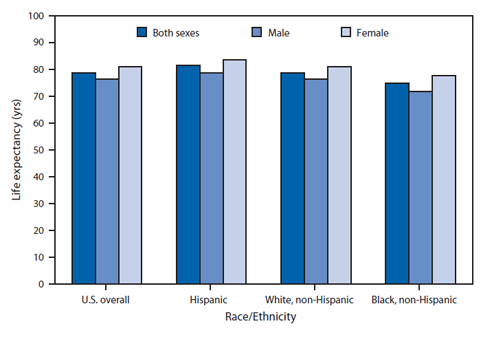 100
90
80
70
60
50
40
30
20
10
0
Life expectancy (yrs)
Both sexes Male Female
U.S. overall Hispanic White, non-Hispanic Black, non-Hispanic
Race/Ethnicity